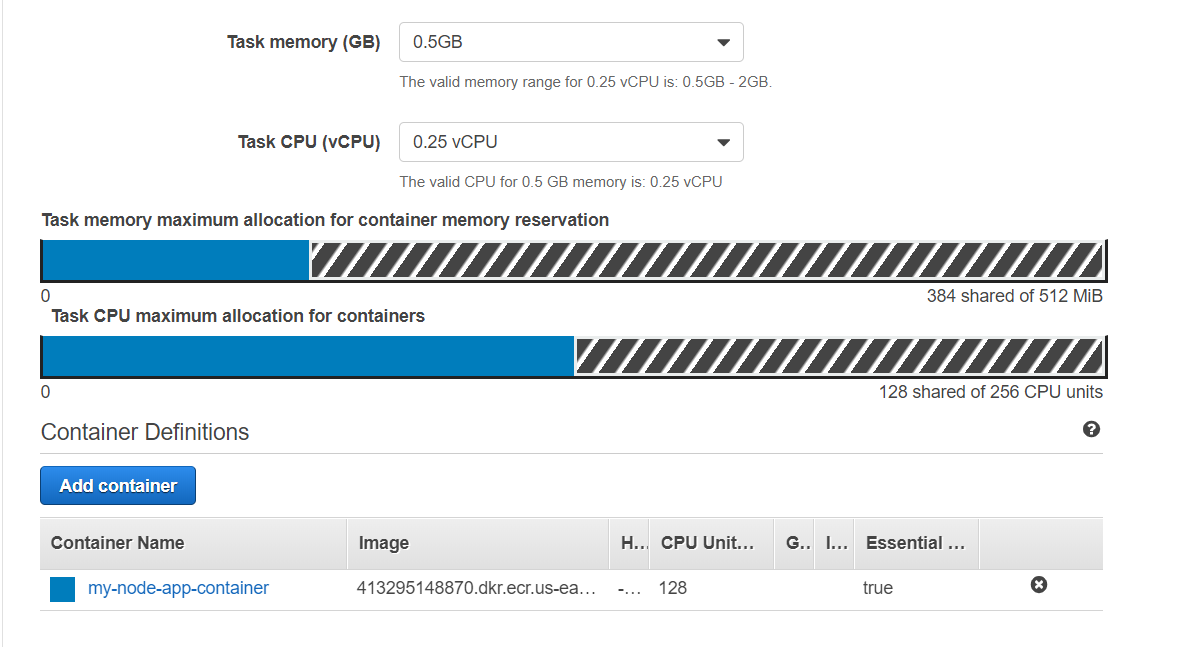 Task memory (GB)
0.5GB
The valid memory range for 0.25 vCPU is: 0.5GB - 2GB.
Task CPU (vCPU)
0.25 vCPU
The valid CPU for 0.5 GB memory is: 0.25 vCPU
Task memory maximum allocation for container memory reservation
0
384 shared of 512 MiB
Task CPU maximum allocation for containers
0
128 shared of 256 CPU units
Container Definitions
?
Add container
Container Name Image H... CPU Unit... G... I... Essential ...
my-node-app-container 413295148870.dkr.ecr.us-ea... -... 128 true